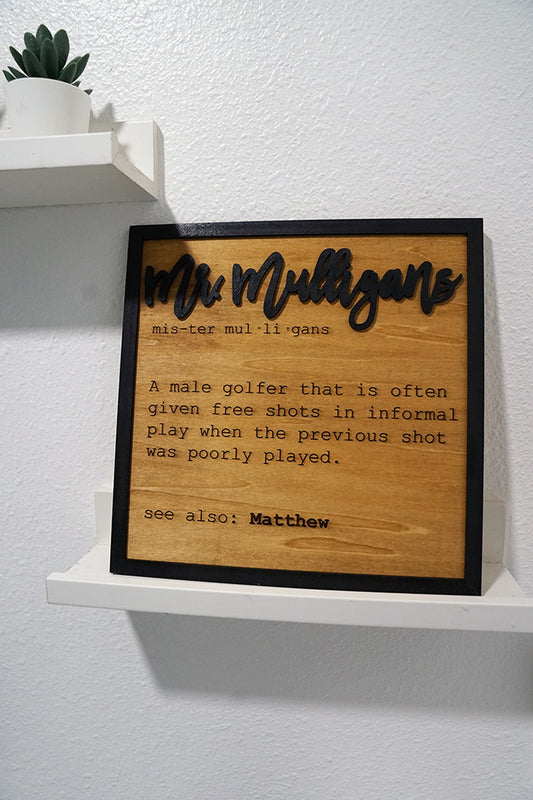 Mr. Mulligans
mis-ter mul·li·gans
A male golfer that is often
given free shots in informal
play when the previous shot
was poorly played.
see also: Matthew